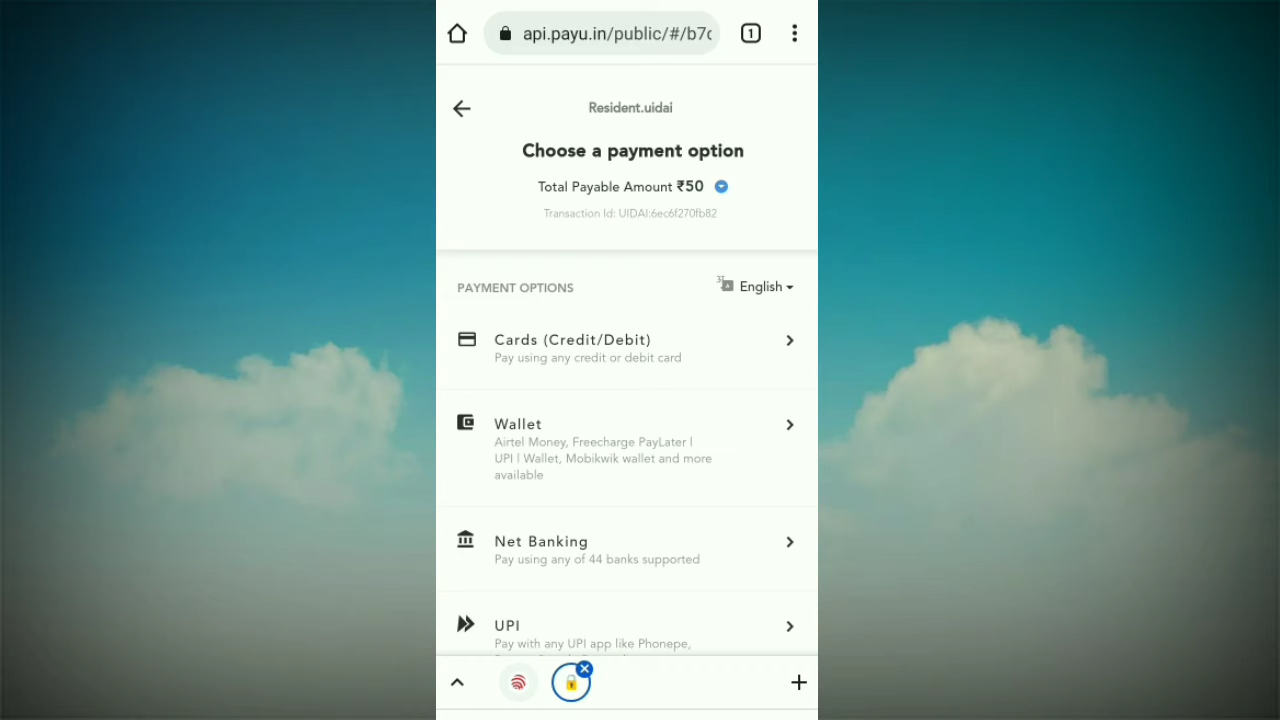 1
api.payu.in/public/#/b7c
Resident.uidai
Choose a payment option
Total Payable Amount ₹50
Transaction Id: UIDAI:6ec6f270fb82
PAYMENT OPTIONS
English
Cards (Credit/Debit)
Pay using any credit or debit card
Wallet
Airtel Money, Freecharge PayLater |
UPI | Wallet, Mobikwik wallet and more
available
Net Banking
Pay using any of 44 banks supported
UPI
Pay with any UPI app like Phonepe,